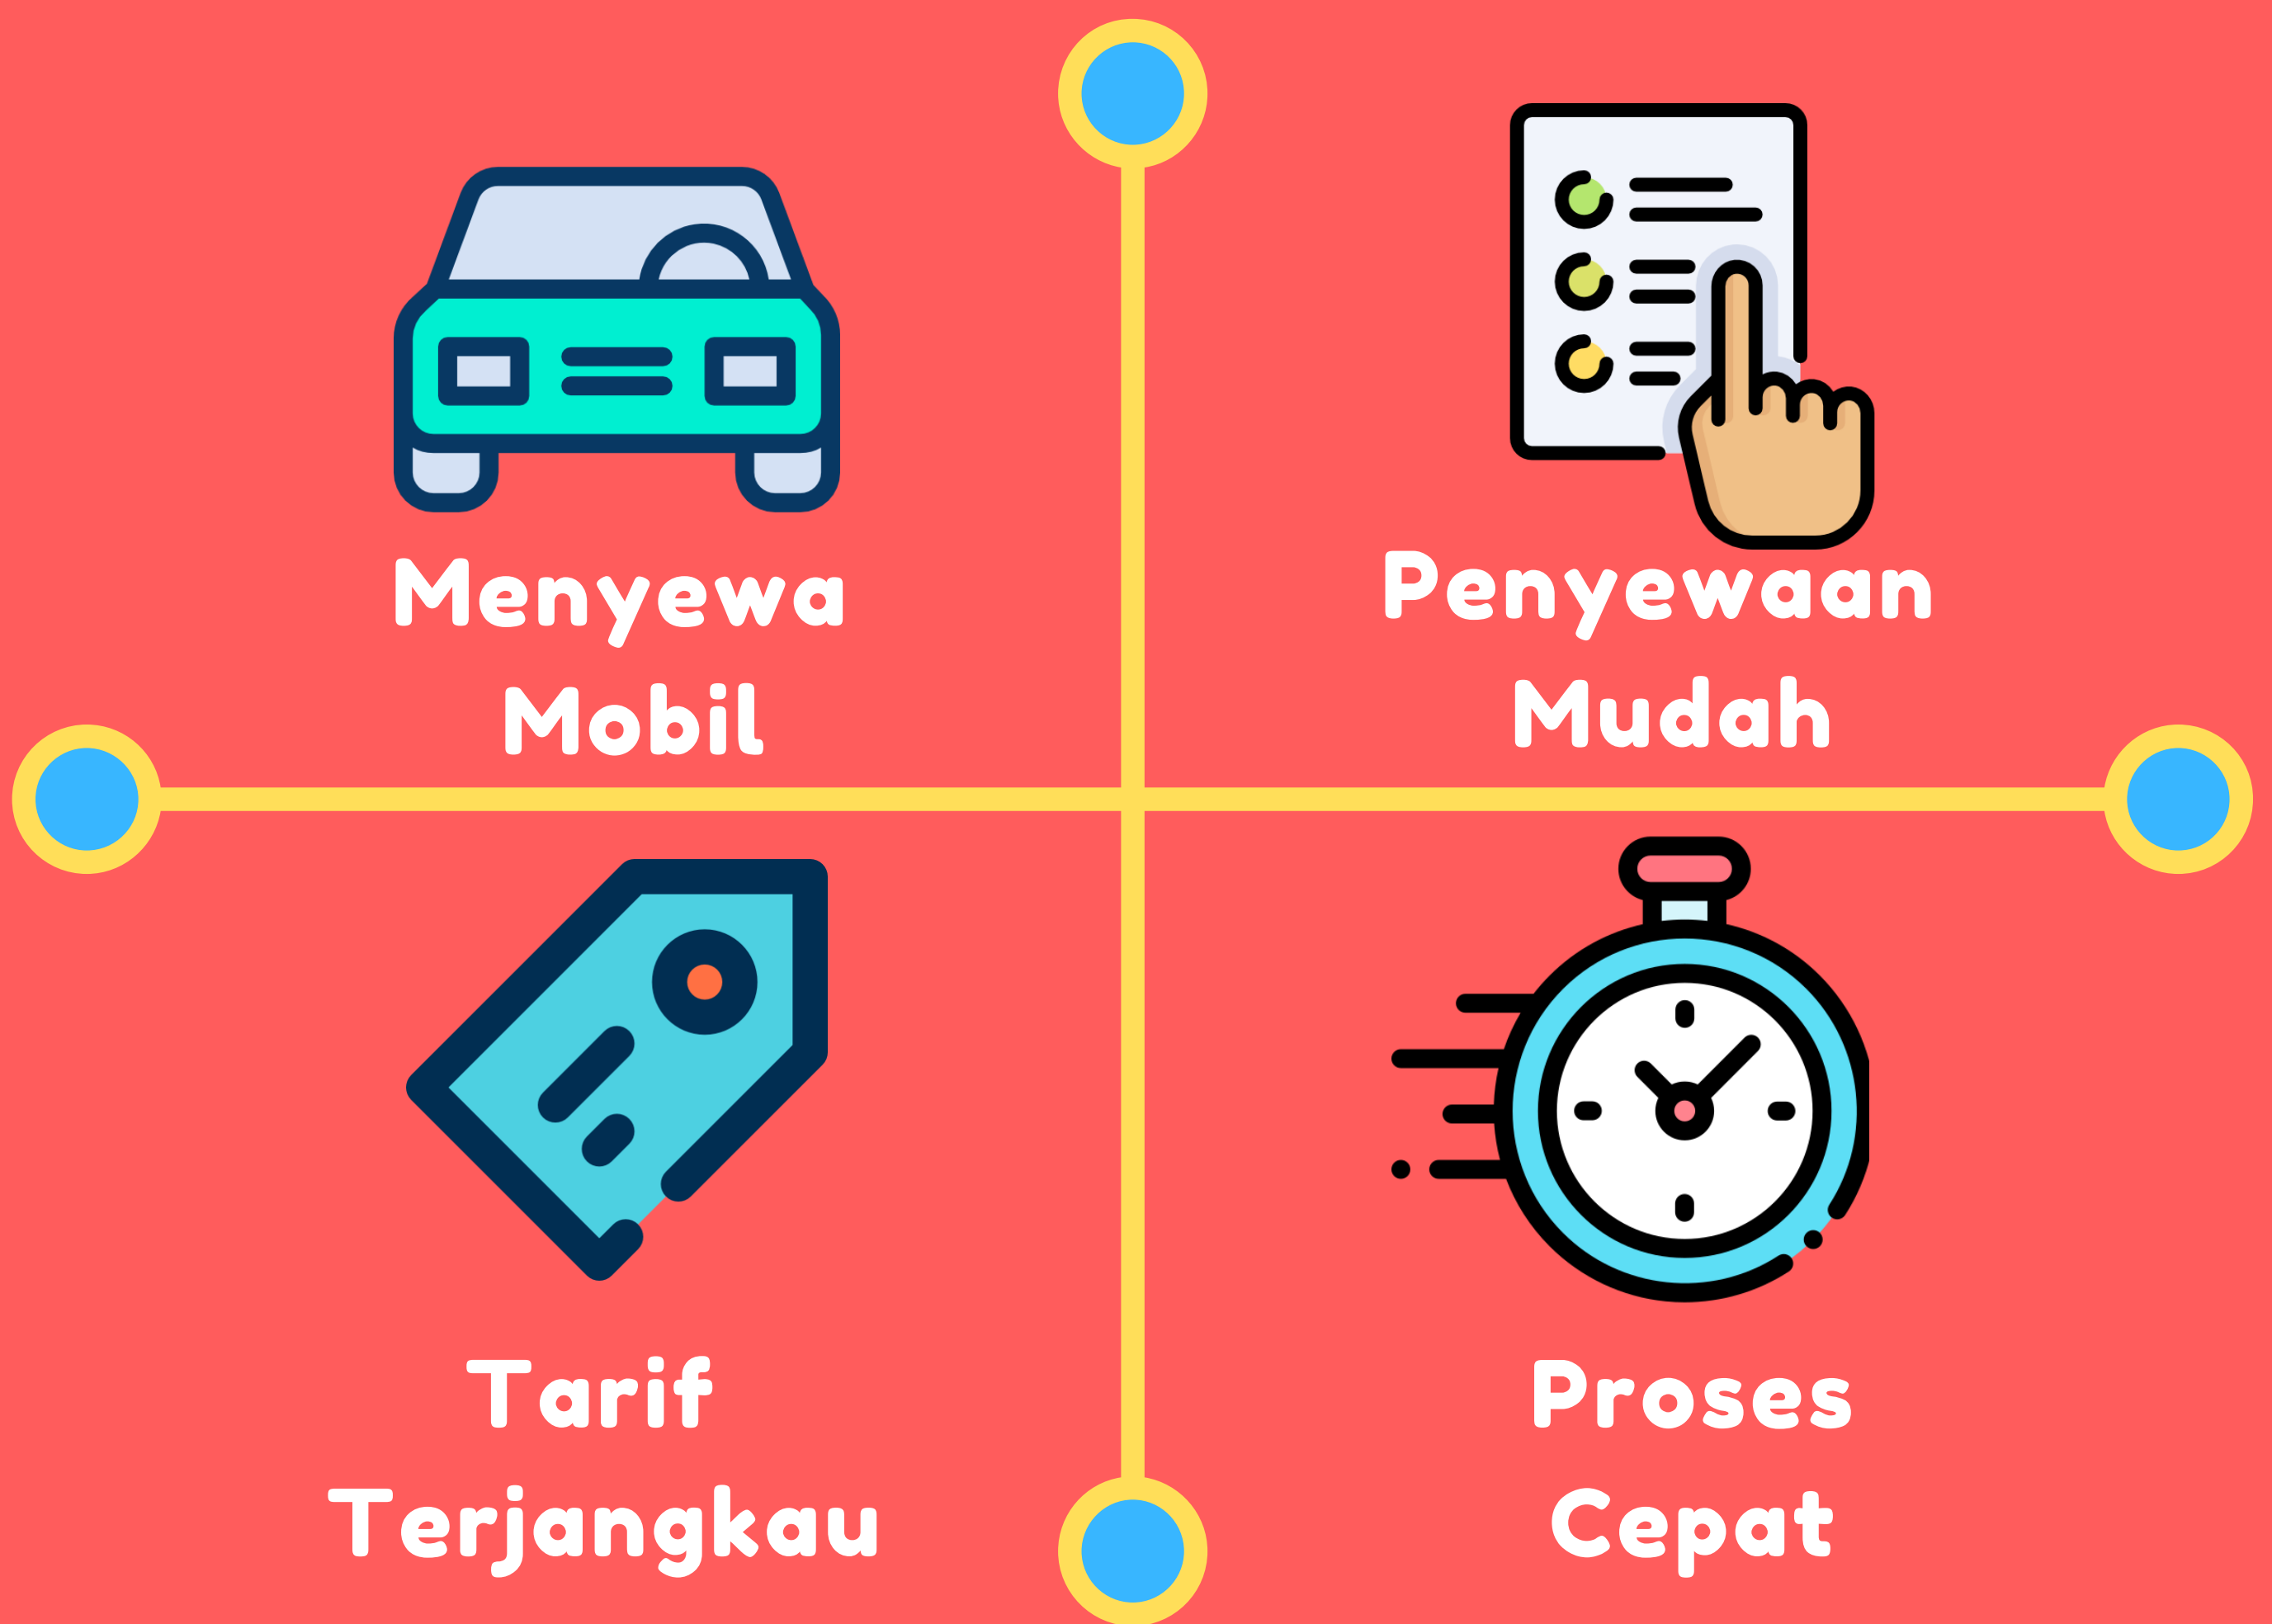 Menyewa
Mobil
Penyewaan
Mudah
Tarif
Terjangkau
Proses
Cepat